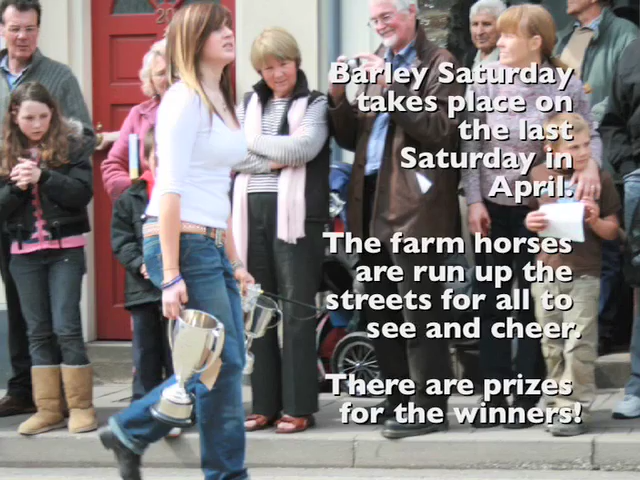 20
Barley Saturday
takes place on
the last
Saturday in
April.
The farm horses
are run up the
streets for all to
see and cheer.
There are prizes
for the winners!